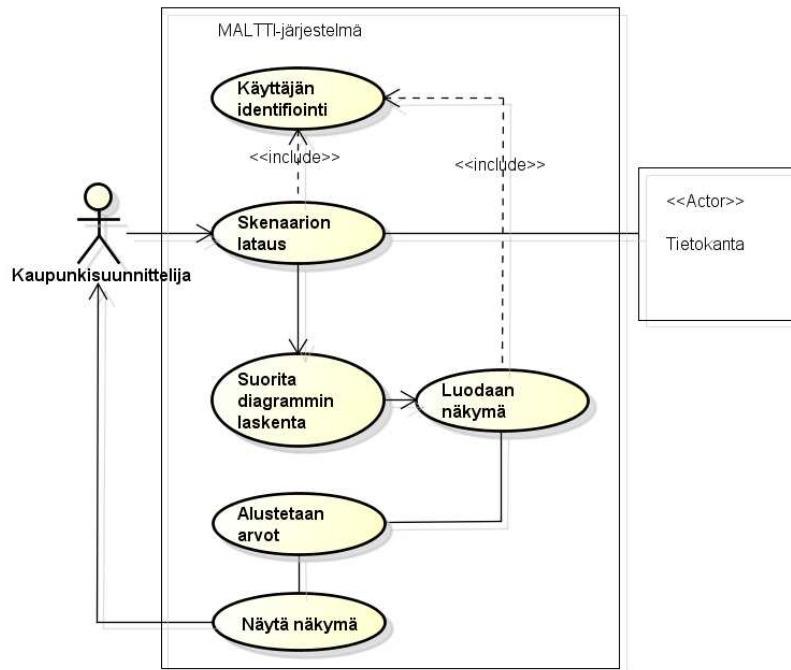 MALTTI-järjestelmä
Käyttäjän
identifiointi
<<include>>
<<include>>
<<Actor>>
Tietokanta
Skenaarion
lataus
Kaupunkisuunnittelija
Suorita
diagrammin
laskenta
Luodaan
näkymä
Alustetaan
arvot
Näytä näkymä